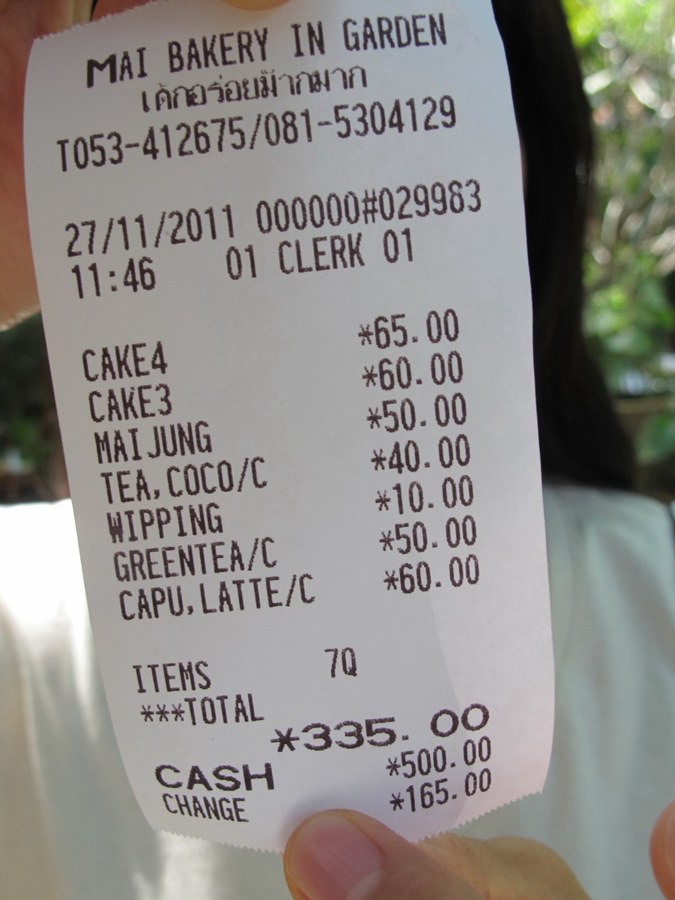 MAI BAKERY IN GARDEN
เค้กอร่อยม๊ากมาก
T053-412675/081-5304129
27/11/2011 000000#029983
11:46 01 CLERK 01
CAKE4 *65.00
CAKE3 *60.00
MAIJUNG *50.00
TEA,COCO/C *40.00
WIPPING *10.00
GREENTEA/C *50.00
CAPU,LATTE/C *60.00
ITEMS 7Q
***TOTAL
*335.00
CASH *500.00
CHANGE *165.00